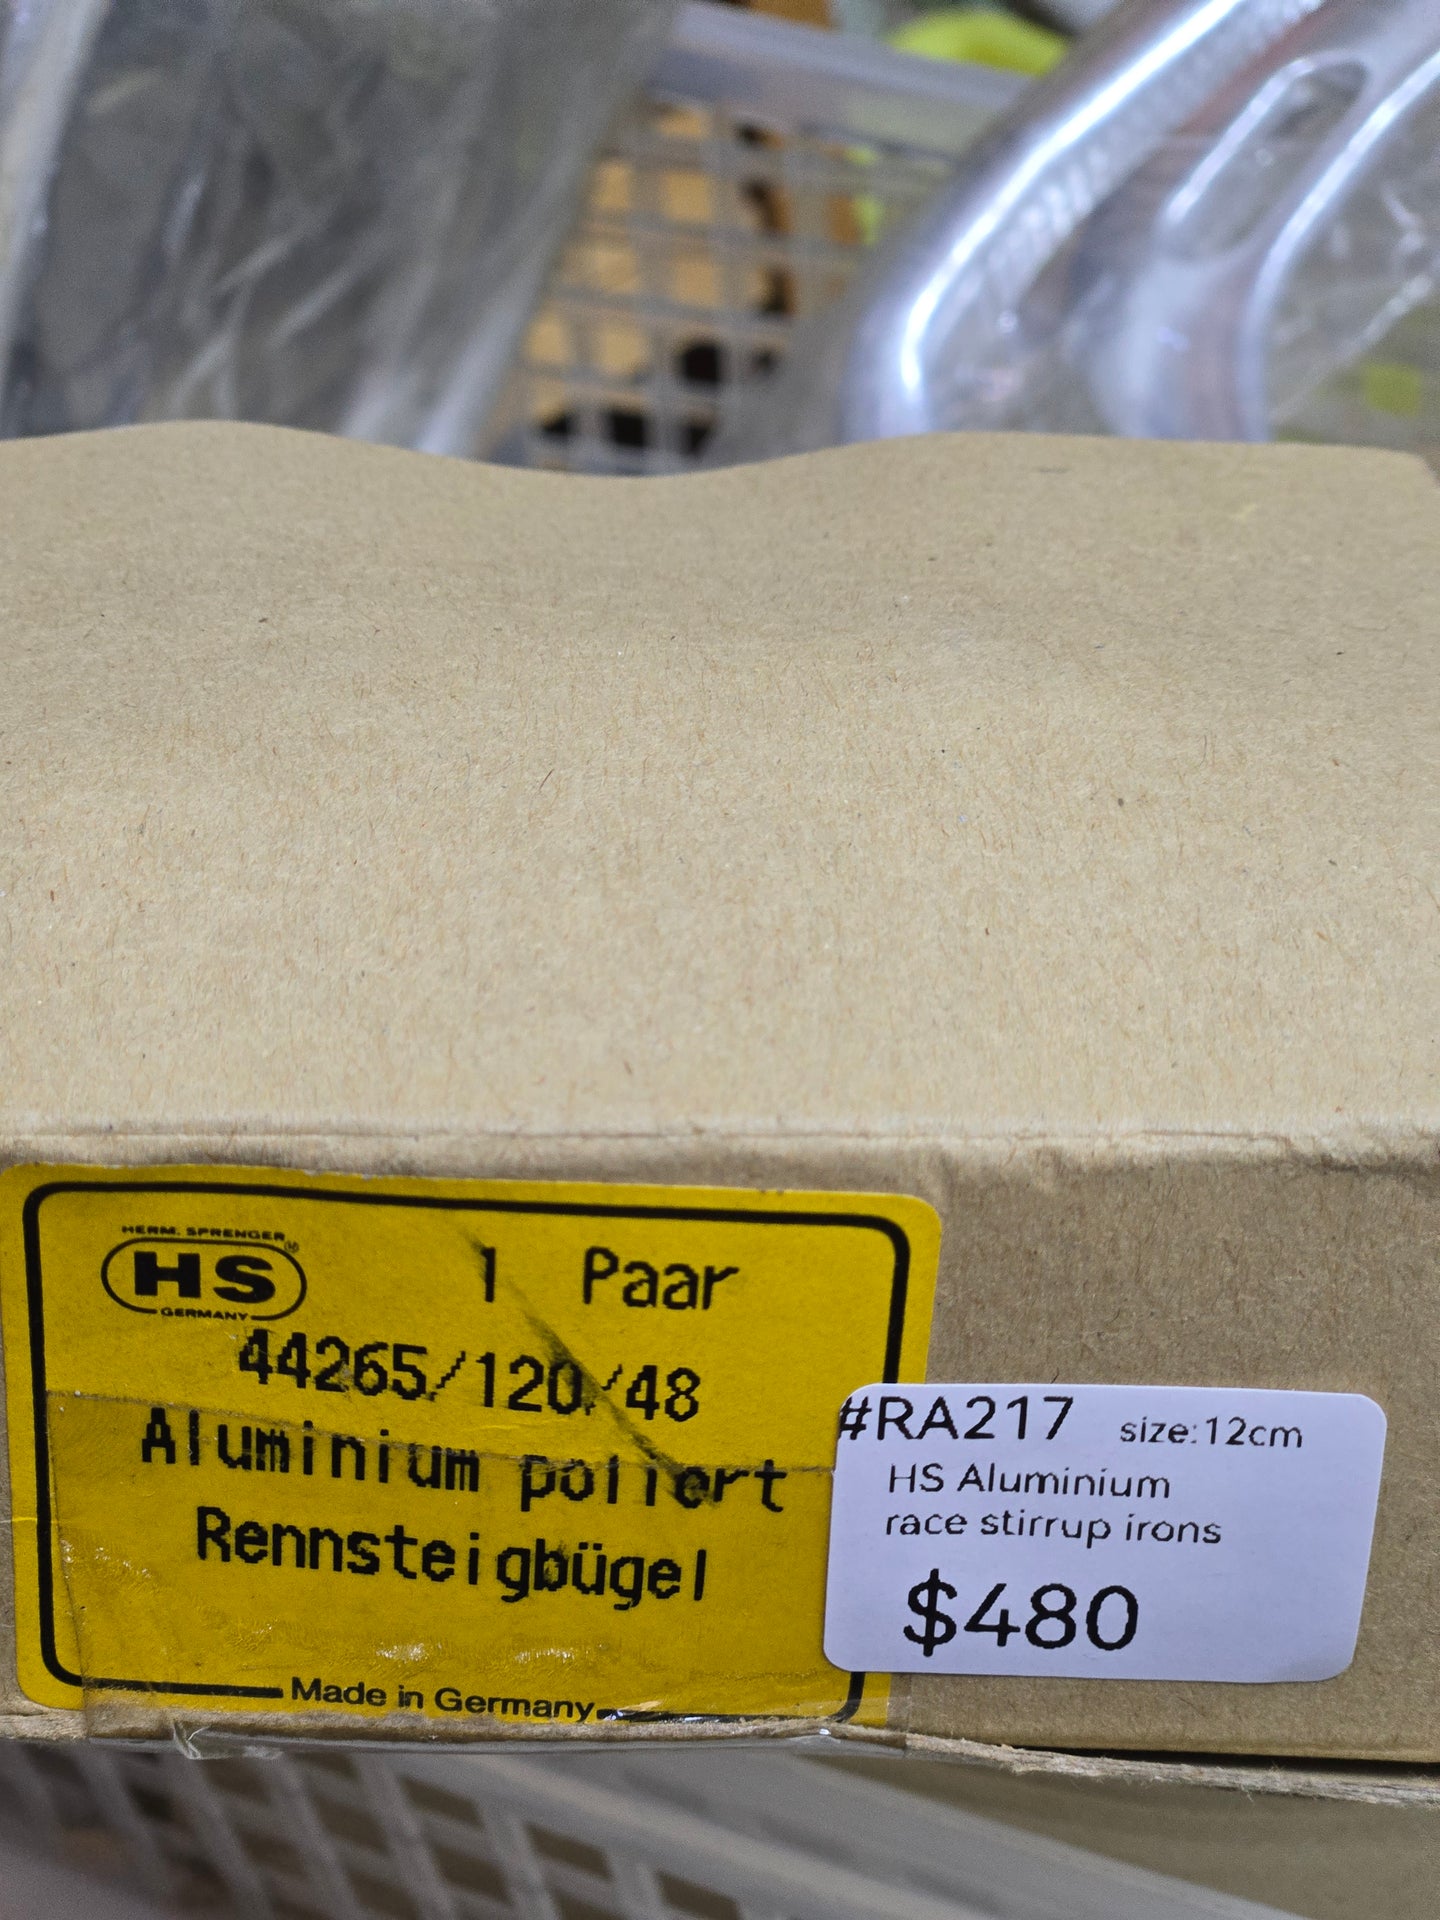 HERM. SPRENGER
HS®
GERMANY
1 Paar
44265/120/48
Aluminium poliert
Rennsteigbügel
Made in Germany
#RA217 size:12cm
HS Aluminium
race stirrup irons
$480